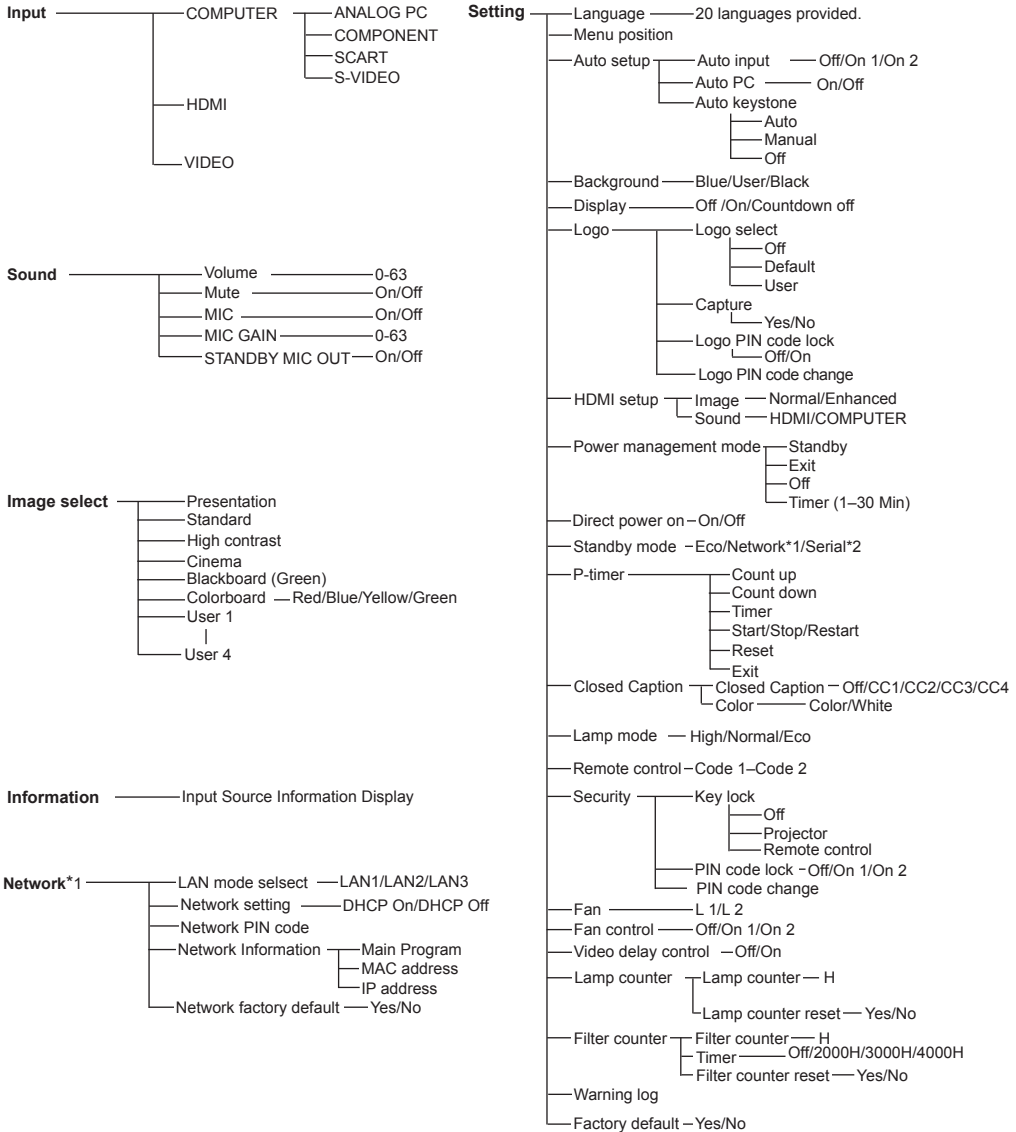 Input
COMPUTER
ANALOG PC
COMPONENT
SCART
S-VIDEO
HDMI
VIDEO
Sound
Volume 0-63
Mute On/Off
MIC On/Off
MIC GAIN 0-63
STANDBY MIC OUT On/Off
Image select
Presentation
Standard
High contrast
Cinema
Blackboard (Green)
Colorboard Red/Blue/Yellow/Green
User 1
User 4
Information Input Source Information Display
Network*1
LAN mode selsect LAN1/LAN2/LAN3
Network setting DHCP On/DHCP Off
Network PIN code
Network Information Main Program
MAC address
IP address
Network factory default Yes/No
Setting
Language 20 languages provided.
Menu position
Auto setup Auto input Off/On 1/On 2
Auto PC On/Off
Auto keystone
Auto
Manual
Off
Background Blue/User/Black
Display Off /On/Countdown off
Logo Logo select
Off
Default
User
Capture
Yes/No
Logo PIN code lock
Off/On
Logo PIN code change
HDMI setup Image Normal/Enhanced
Sound HDMI/COMPUTER
Power management mode Standby
Exit
Off
Timer (1–30 Min)
Direct power on On/Off
Standby mode Eco/Network*1/Serial*2
P-timer Count up
Count down
Timer
Start/Stop/Restart
Reset
Exit
Closed Caption Closed Caption Off/CC1/CC2/CC3/CC4
Color Color/White
Lamp mode High/Normal/Eco
Remote control Code 1–Code 2
Security Key lock
Off
Projector
Remote control
PIN code lock Off/On 1/On 2
PIN code change
Fan L 1/L 2
Fan control Off/On 1/On 2
Video delay control Off/On
Lamp counter Lamp counter H
Lamp counter reset Yes/No
Filter counter Filter counter H
Timer Off/2000H/3000H/4000H
Filter counter reset Yes/No
Warning log
Factory default Yes/No